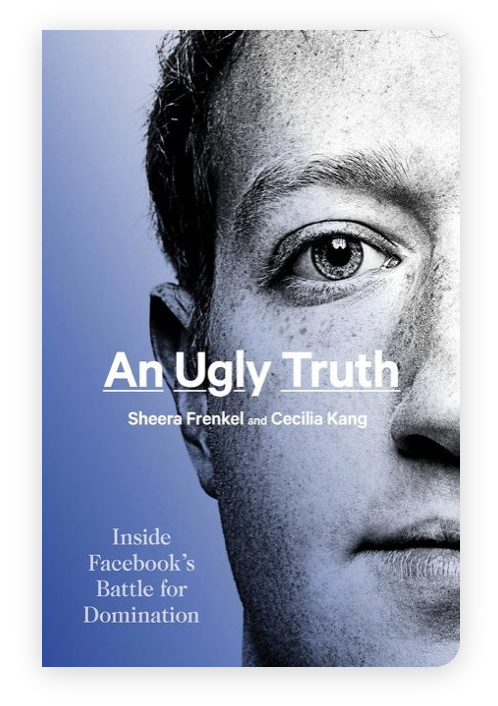 An Ugly Truth
Sheera Frenkel and Cecilia Kang
Inside
Facebook's
Battle for
Domination